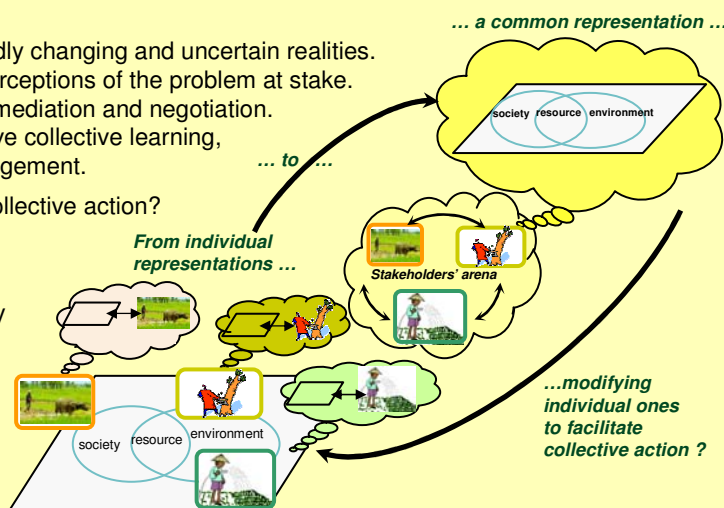 … a common representation …
dly changing and uncertain realities.
rceptions of the problem at stake.
mediation and negotiation.
ve collective learning,
gement.
… to …
ollective action?
society resource environment
From individual
representations …
Stakeholders' arena
y
society resource environment
…modifying
individual ones
to facilitate
collective action ?